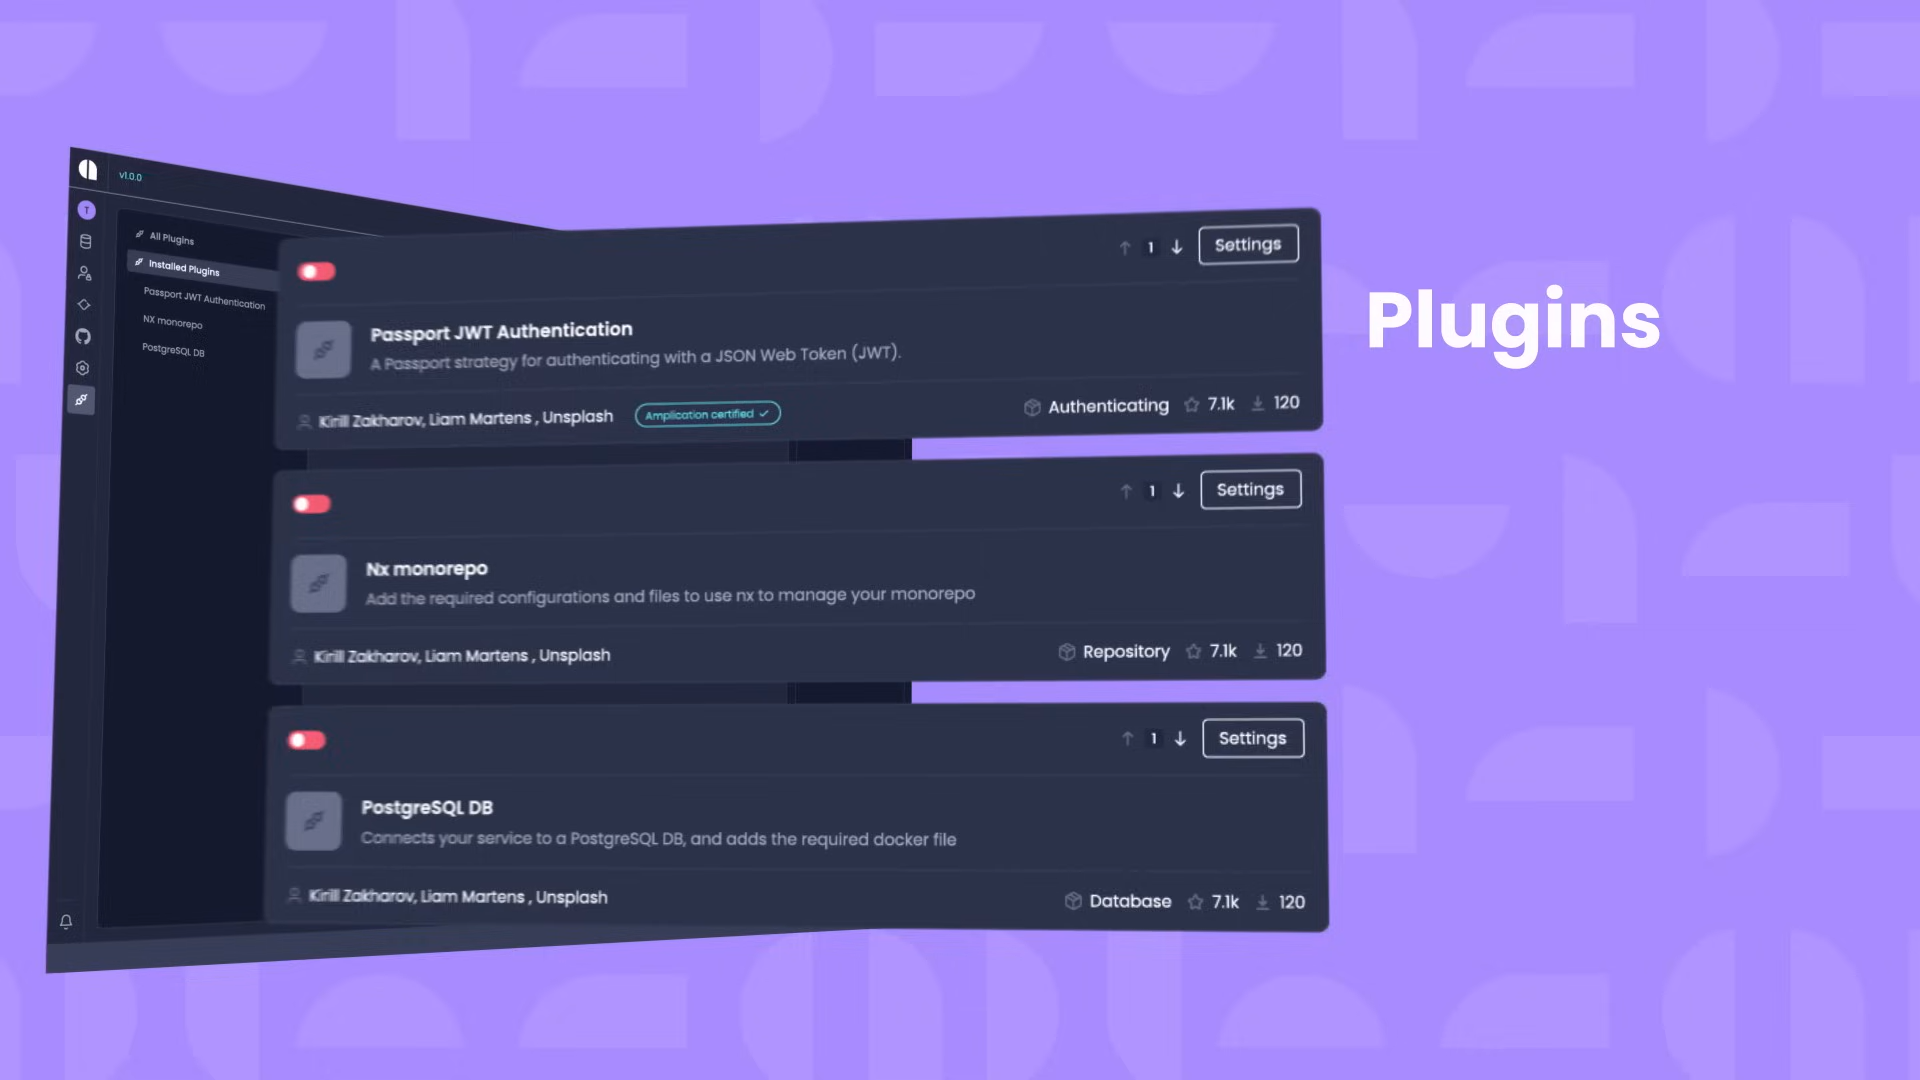 v1.0.0
T
All Plugins
Installed Plugins
Passport JWT Authentication
NX monorepo
PostgreSQL DB
1
Settings
Passport JWT Authentication
A Passport strategy for authenticating with a JSON Web Token (JWT).
Kirill Zakharov, Liam Martens , Unsplash
Amplication certified
Authenticating
7.1k
120
1
Settings
Nx monorepo
Add the required configurations and files to use nx to manage your monorepo
Kirill Zakharov, Liam Martens , Unsplash
Repository
7.1k
120
1
Settings
PostgreSQL DB
Connects your service to a PostgreSQL DB, and adds the required docker file
Kirill Zakharov, Liam Martens , Unsplash
Database
7.1k
120
Plugins